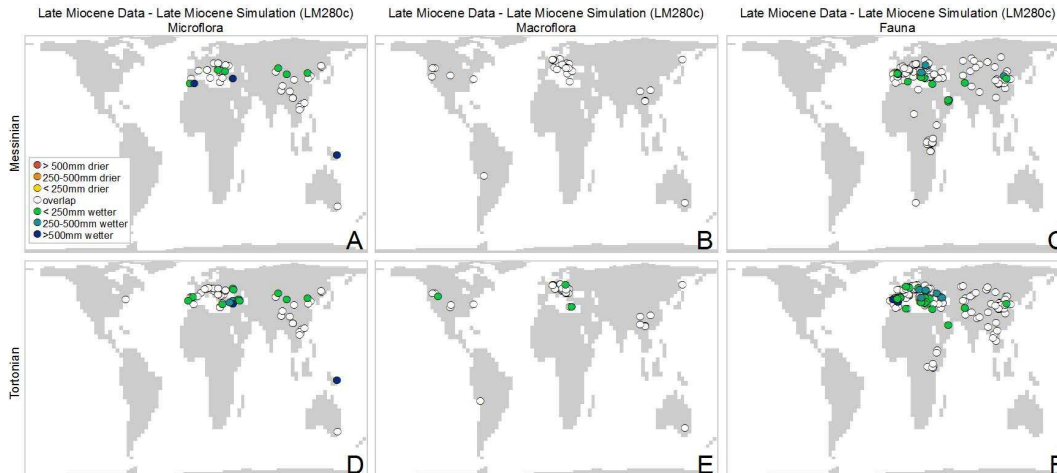 Late Miocene Data - Late Miocene Simulation (LM280c)
Microflora
Late Miocene Data - Late Miocene Simulation (LM280c)
Macroflora
Late Miocene Data - Late Miocene Simulation (LM280c)
Fauna
Messinian
> 500mm drier
250-500mm drier
< 250mm drier
overlap
< 250mm wetter
250-500mm wetter
>500mm wetter
A
B
C
Tortonian
D
E
F